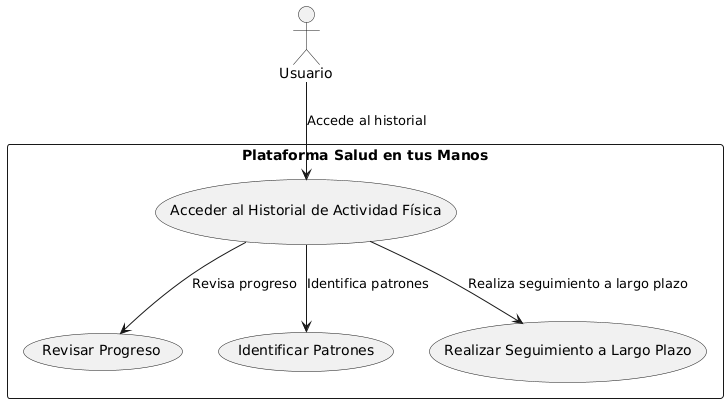 Usuario
Accede al historial
Plataforma Salud en tus Manos
Acceder al Historial de Actividad Física
Revisa progreso
Identifica patrones
Realiza seguimiento a largo plazo
Revisar Progreso
Identificar Patrones
Realizar Seguimiento a Largo Plazo